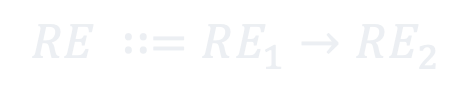 RE ::= RE₁ → RE₂